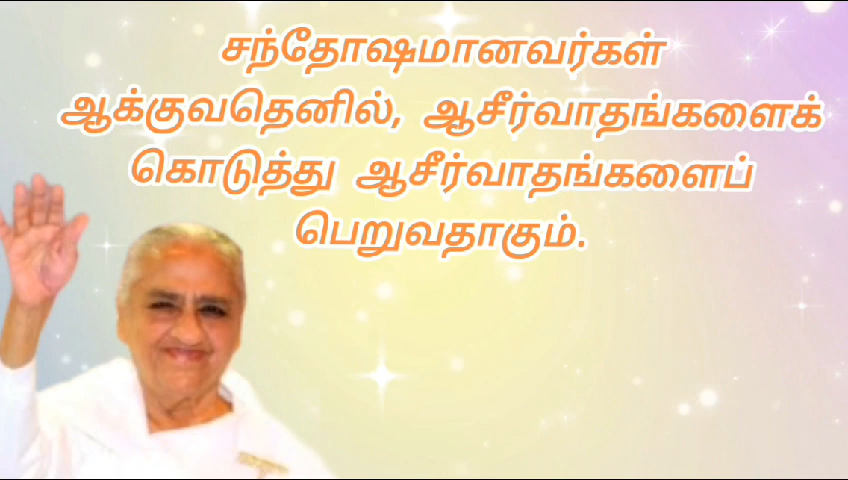 சந்தோஷமானவர்கள்
ஆக்குவதெனில், ஆசீர்வாதங்களைக்
கொடுத்து ஆசீர்வாதங்களைப்
பெறுவதாகும்.